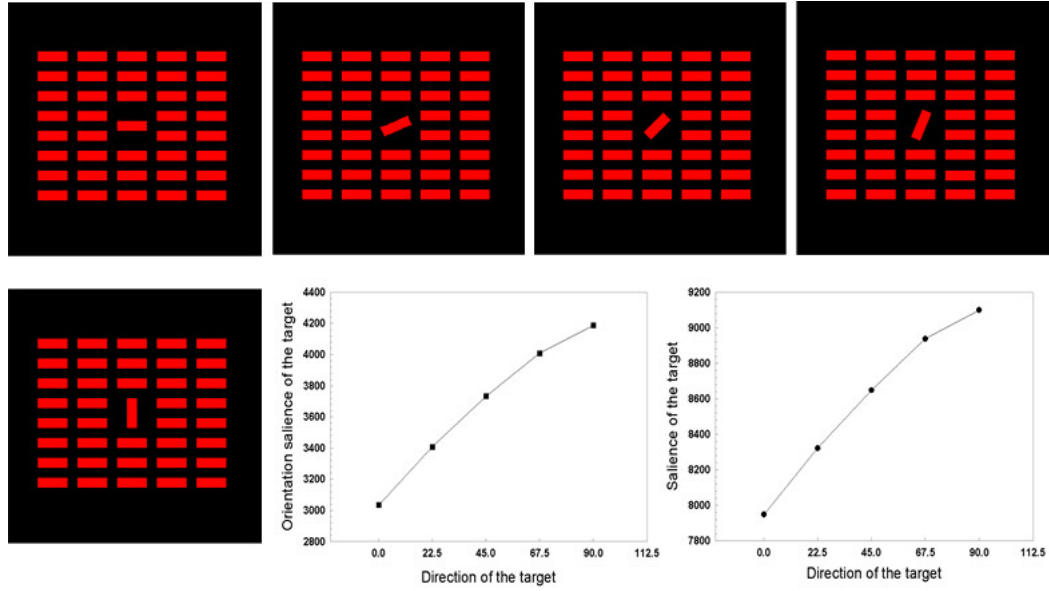 4400
4200
4000
3800
3600
3400
3200
3000
2800
Orientation salience of the target
0.0 22.5 45.0 67.5 90.0 112.5
Direction of the target
9200
9000
8800
8600
8400
8200
8000
7800
Salience of the target
0.0 22.5 45.0 67.5 90.0 112.5
Direction of the target